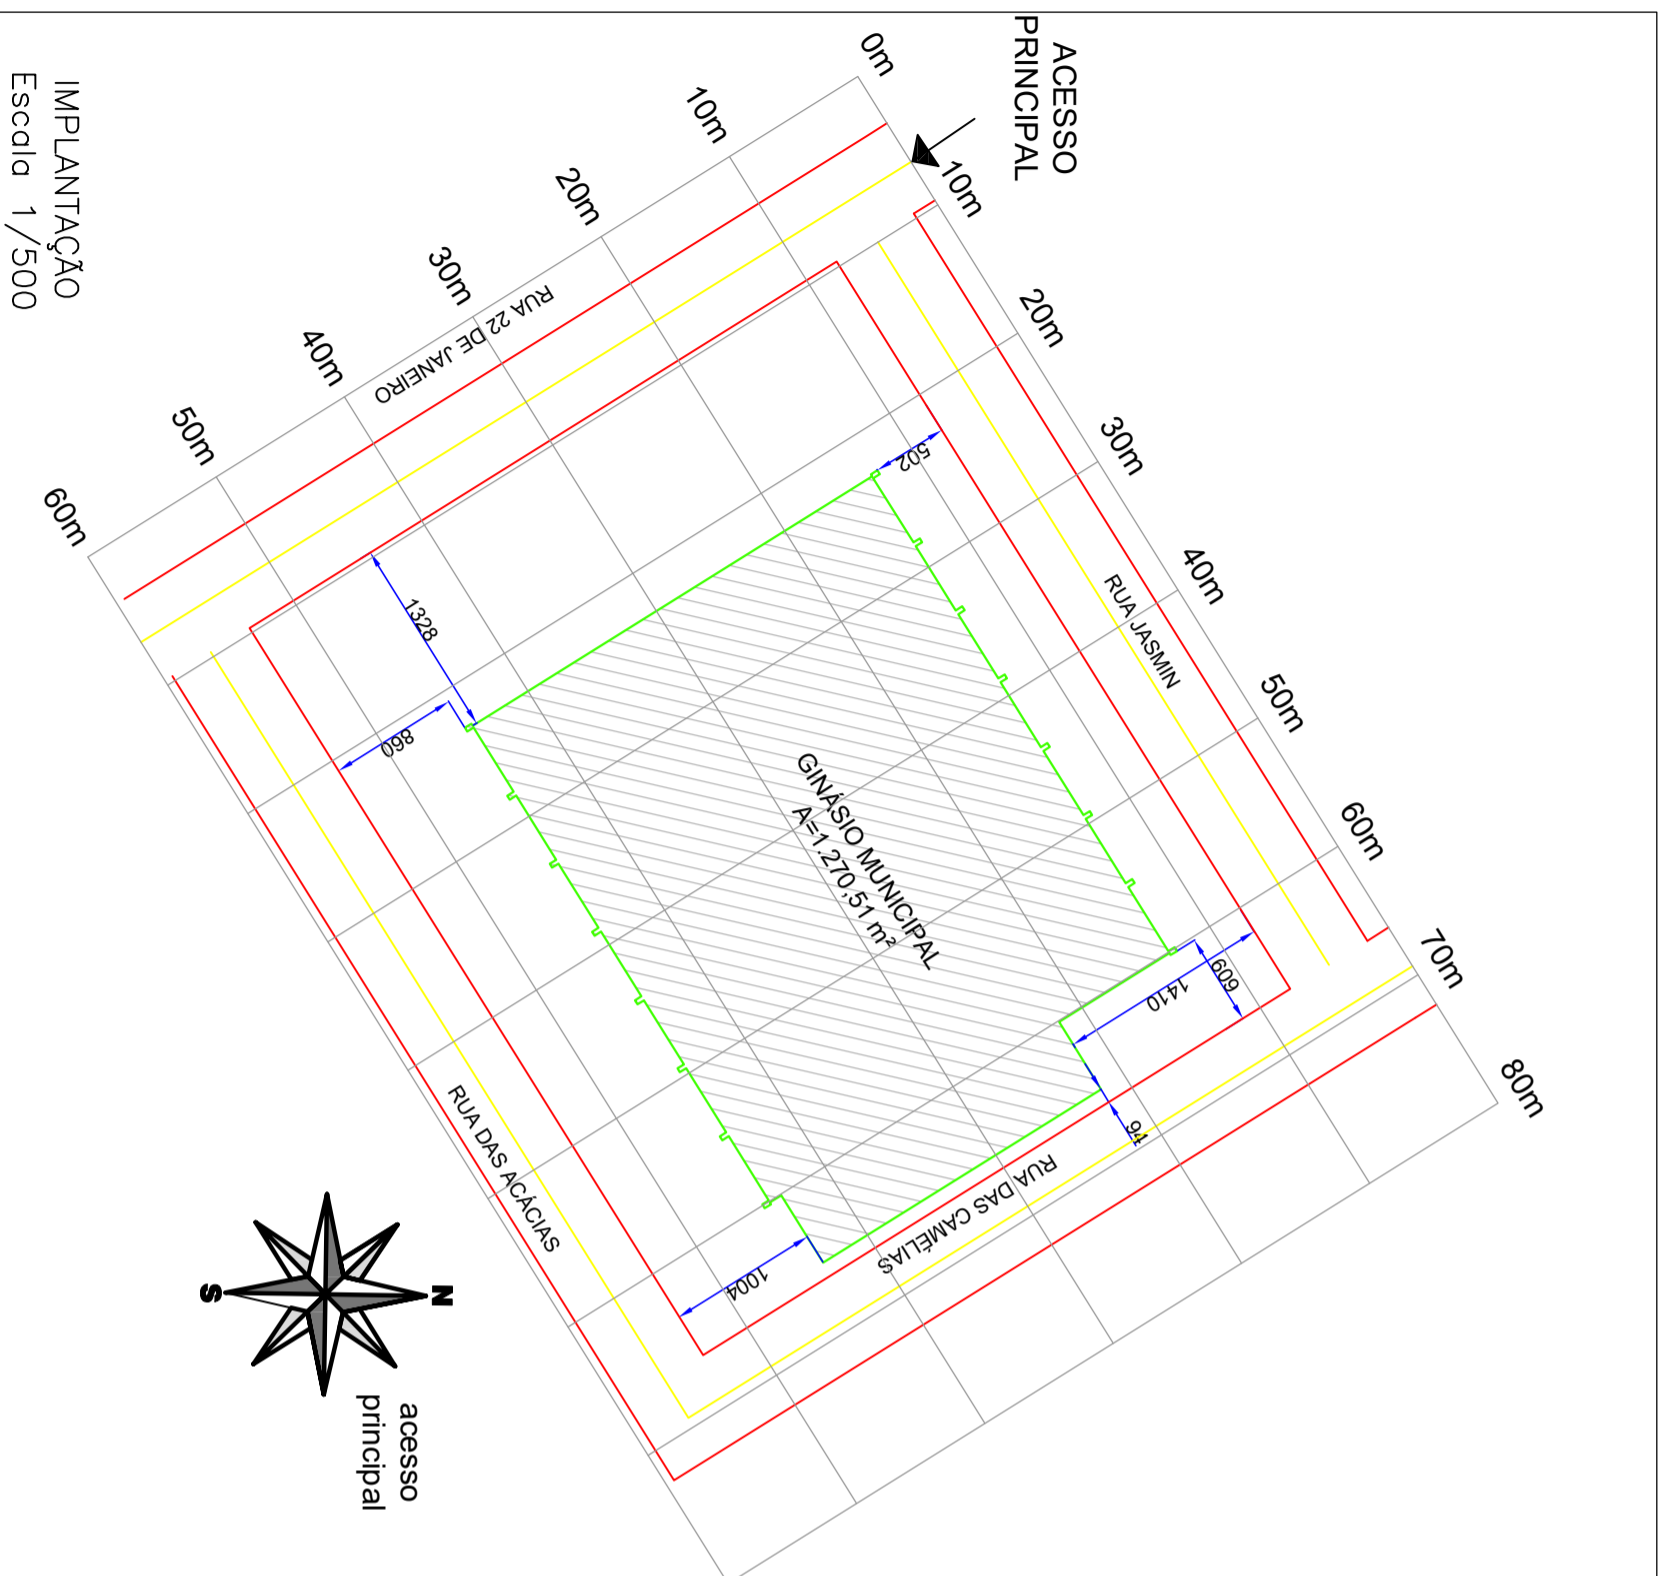 ACESSO
PRINCIPAL
0m
10m
20m
30m
40m
50m
60m
70m
80m
10m
20m
30m
40m
50m
60m
RUA 22 DE JANEIRO
RUA JASMIN
502
1328
860
GINÁSIO MUNICIPAL
A=1.270,51 m²
609
1410
94
RUA DAS CAMÉLIAS
1004
RUA DAS ACÁCIAS
N
S
acesso
principal
IMPLANTAÇÃO
Escala 1/500